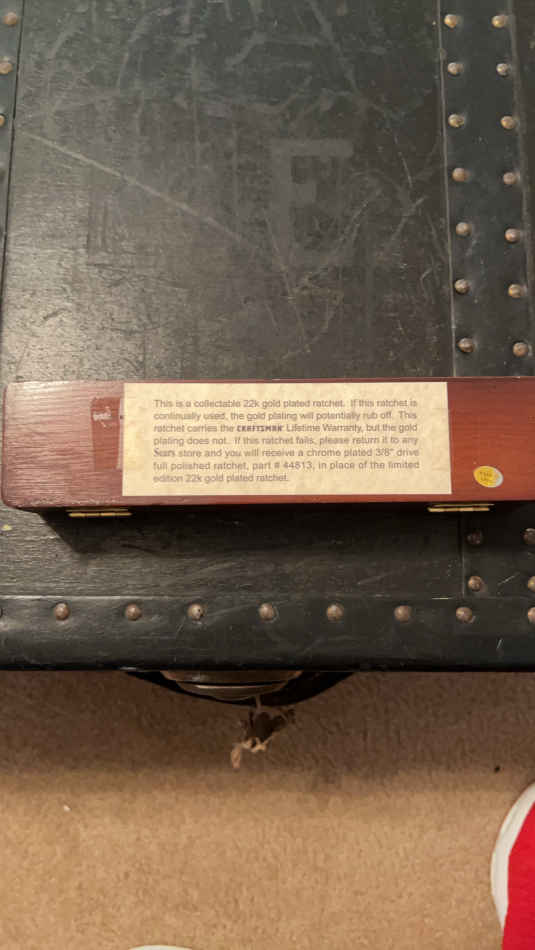 E
This is a collectable 22k gold plated ratchet. If this ratchet is
continually used, the gold plating will potentially rub off. This
ratchet carries the CRAFTSMAN® Lifetime Warranty, but the gold
plating does not. If this ratchet fails, please return it to any
Sears store and you will receive a chrome plated 3/8" drive
full polished ratchet, part # 44813, in place of the limited
edition 22k gold plated ratchet.